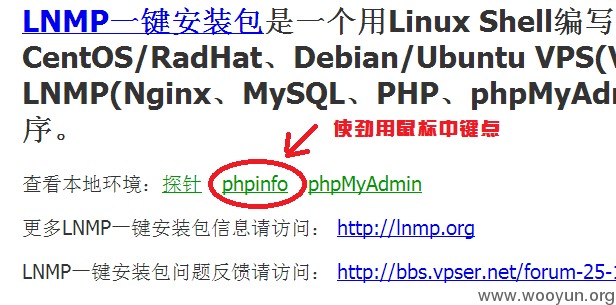 LNMP一键安装包是一个用Linux Shell编写
CentOS/RadHat、Debian/Ubuntu VPS(V
LNMP(Nginx、MySQL、PHP、phpMyAdm
序。
使劲用鼠标中键点
查看本地环境：探针 phpinfo phpMyAdmin
更多LNMP一键安装包信息请访问： http://lnmp.org
LNMP一键安装包问题反馈请访问： http://bbs.vpser.net/forum-25-1
www.wooyun.org